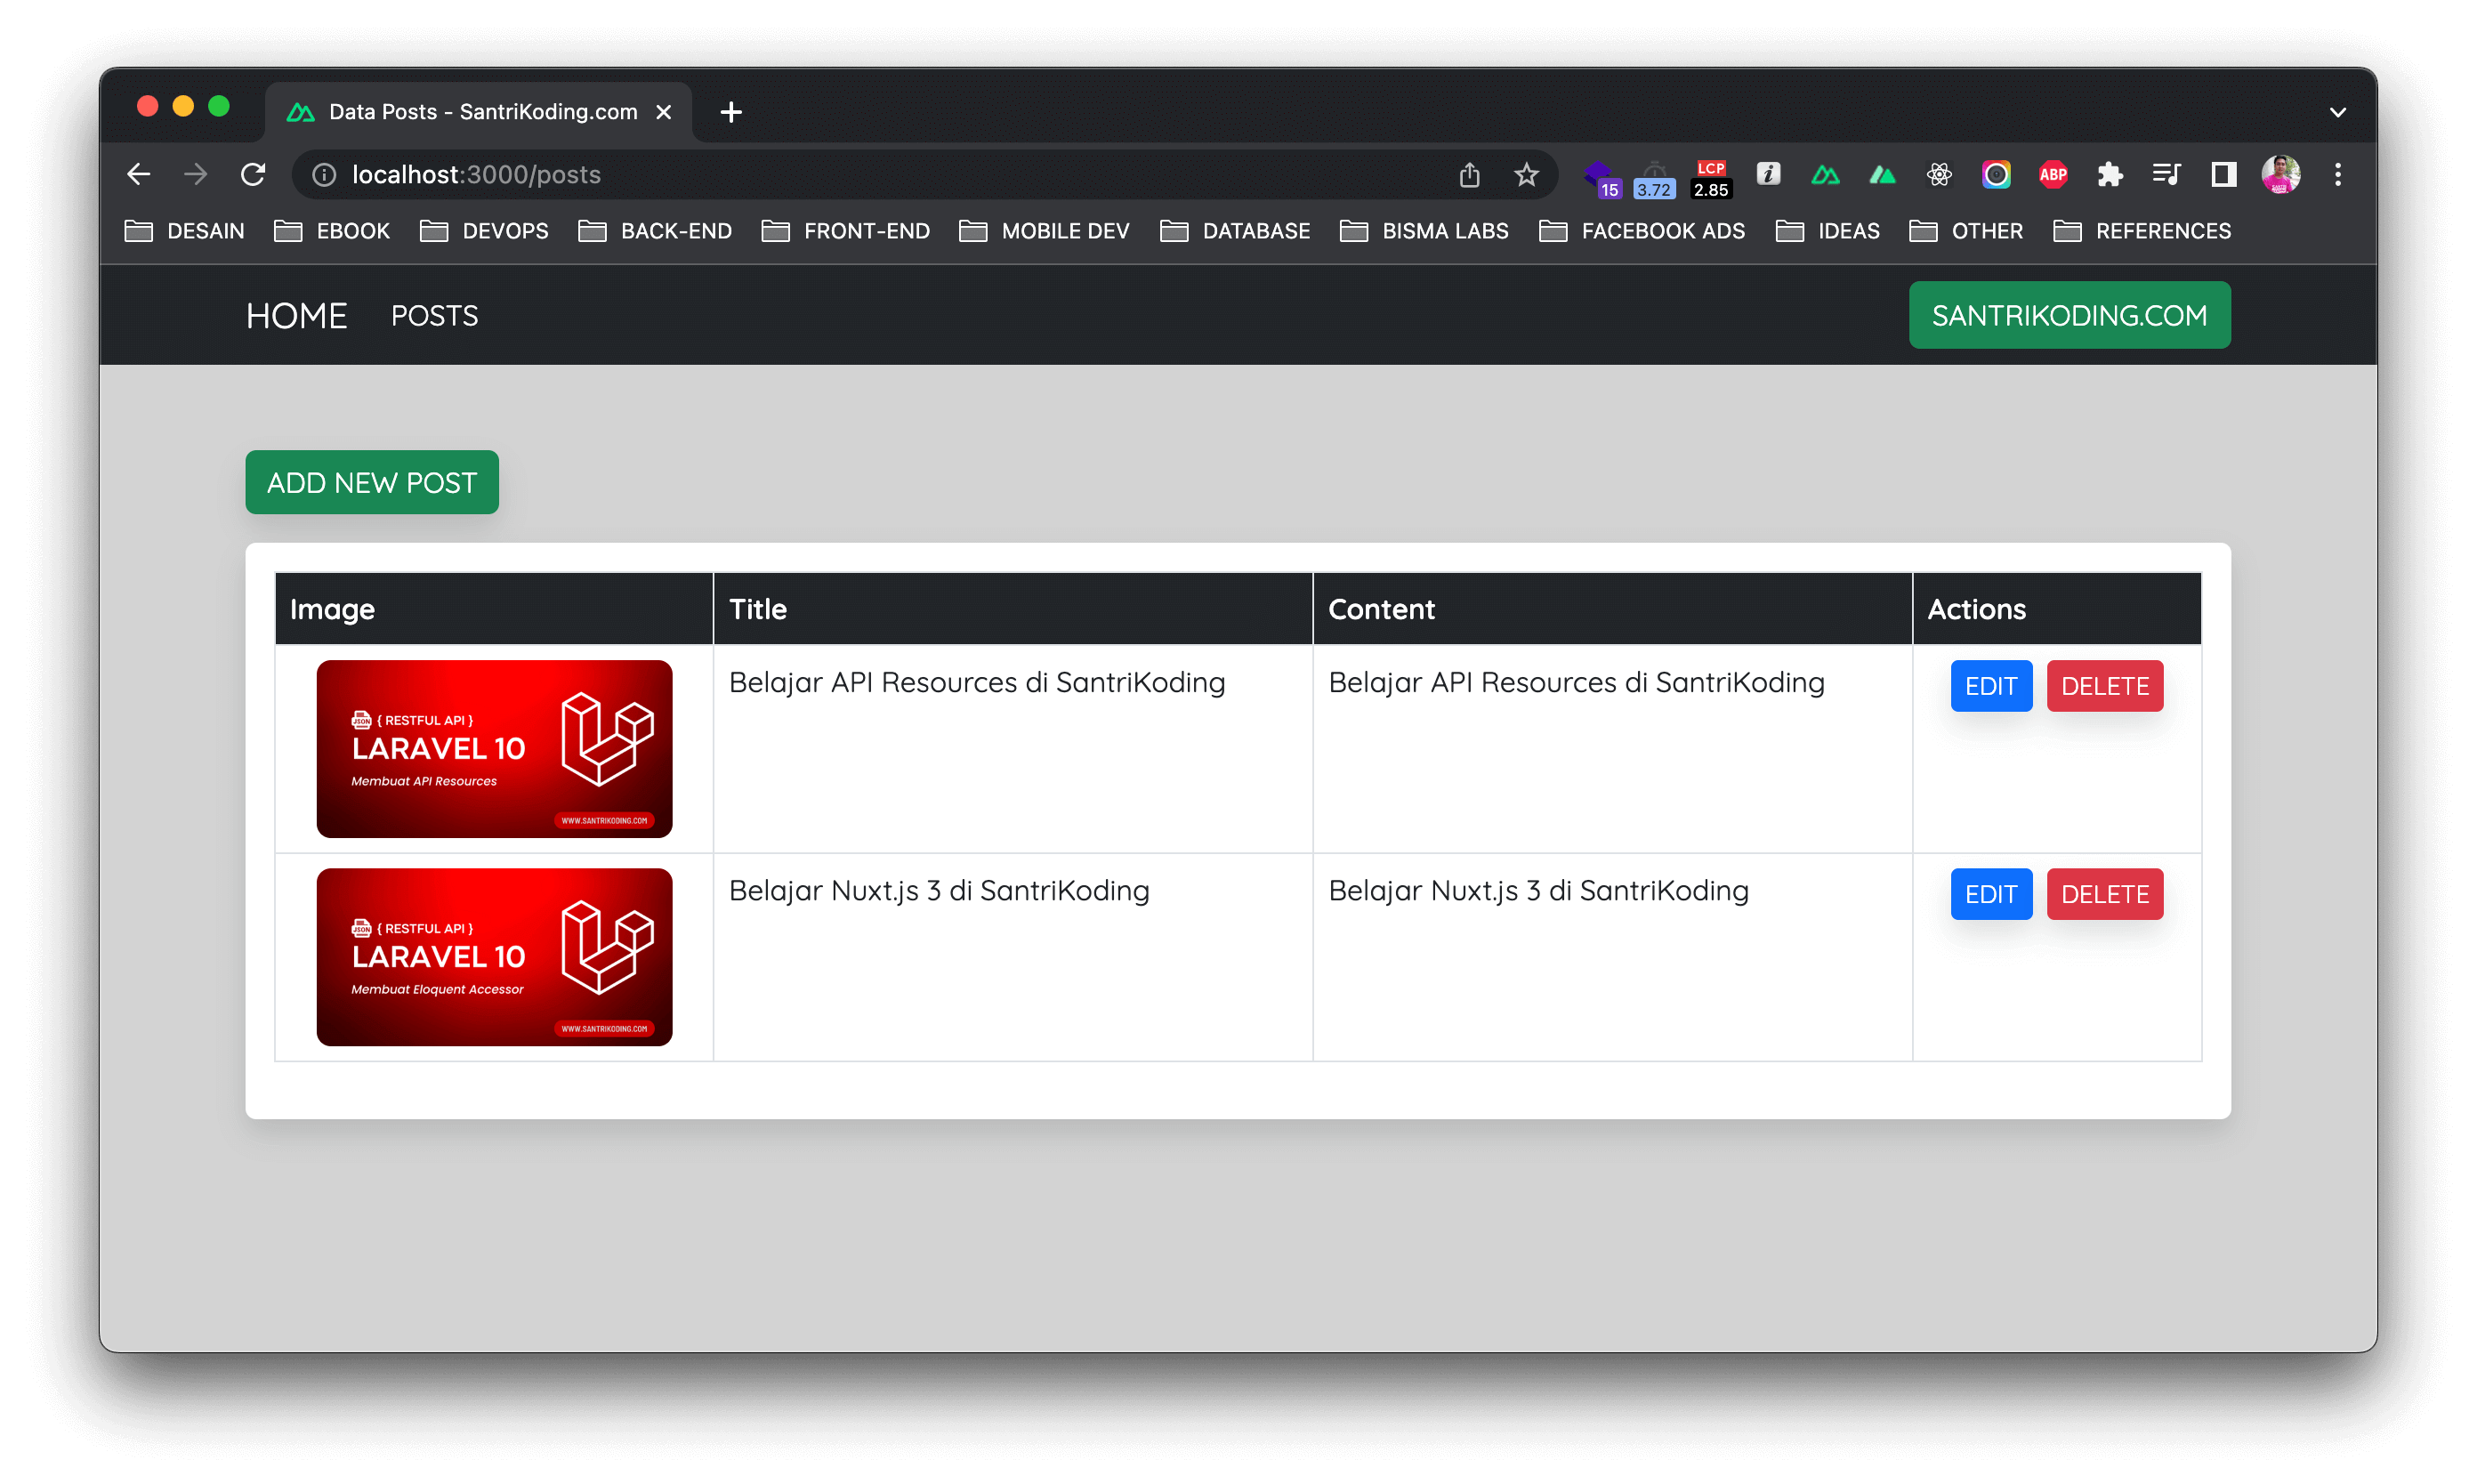 Data Posts - SantriKoding.com
localhost:3000/posts
15
3.72
LCP
2.85
ABP
DESAIN EBOOK DEVOPS BACK-END FRONT-END MOBILE DEV DATABASE BISMA LABS FACEBOOK ADS IDEAS OTHER REFERENCES
HOME POSTS SANTRIKODING.COM
ADD NEW POST
Image Title Content Actions
JSON { RESTFUL API }
LARAVEL 10
Membuat API Resources
WWW.SANTRIKODING.COM
Belajar API Resources di SantriKoding
Belajar API Resources di SantriKoding
EDIT DELETE
JSON { RESTFUL API }
LARAVEL 10
Membuat Eloquent Accessor
WWW.SANTRIKODING.COM
Belajar Nuxt.js 3 di SantriKoding
Belajar Nuxt.js 3 di SantriKoding
EDIT DELETE